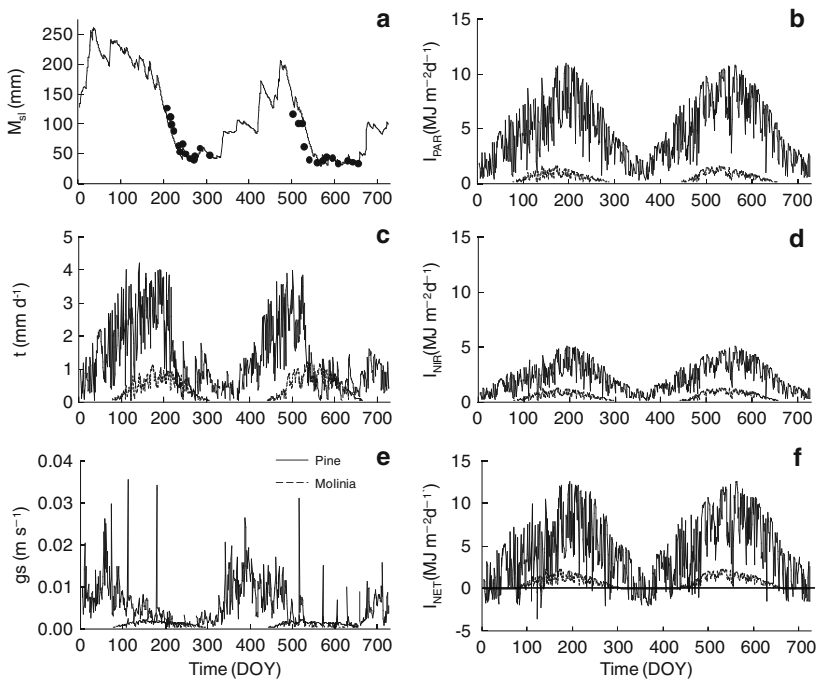 a
M_sl (mm)
250
200
150
100
50
0
0 100 200 300 400 500 600 700
b
I_PAR(MJ m⁻²d⁻¹)
15
10
5
0
0 100 200 300 400 500 600 700
c
t (mm d⁻¹)
5
4
3
2
1
0
0 100 200 300 400 500 600 700
d
I_NIR(MJ m⁻²d⁻¹)
15
10
5
0
0 100 200 300 400 500 600 700
e
gs (m s⁻¹)
0.04
0.03
0.02
0.01
0.00
Pine
Molinia
0 100 200 300 400 500 600 700
Time (DOY)
f
I_NET(MJ m⁻²d⁻¹)
15
10
5
0
-5
0 100 200 300 400 500 600 700
Time (DOY)